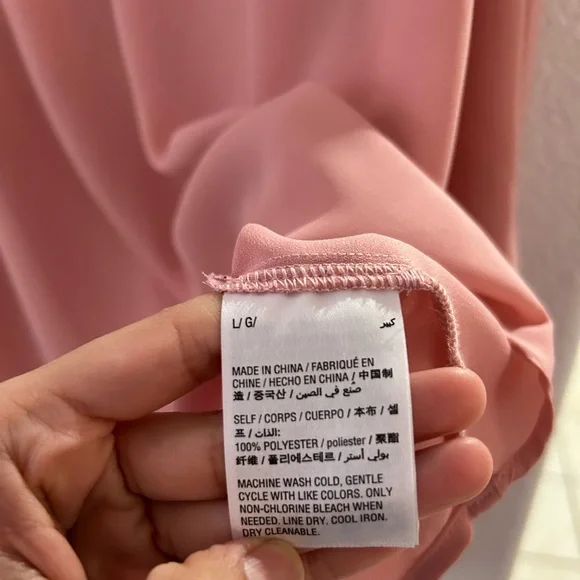 L/ G/ كبير
MADE IN CHINA / FABRIQUÉ EN
CHINE / HECHO EN CHINA / 中国制
造 / 중국산 / صُنع في الصين
SELF / CORPS / CUERPO / 本布 / 셀
프 / الذات:
100% POLYESTER / poliester / 聚酯
纤维 / 폴리에스테르 / بولي أستر
MACHINE WASH COLD, GENTLE
CYCLE WITH LIKE COLORS. ONLY
NON-CHLORINE BLEACH WHEN
NEEDED. LINE DRY. COOL IRON.
DRY CLEANABLE.